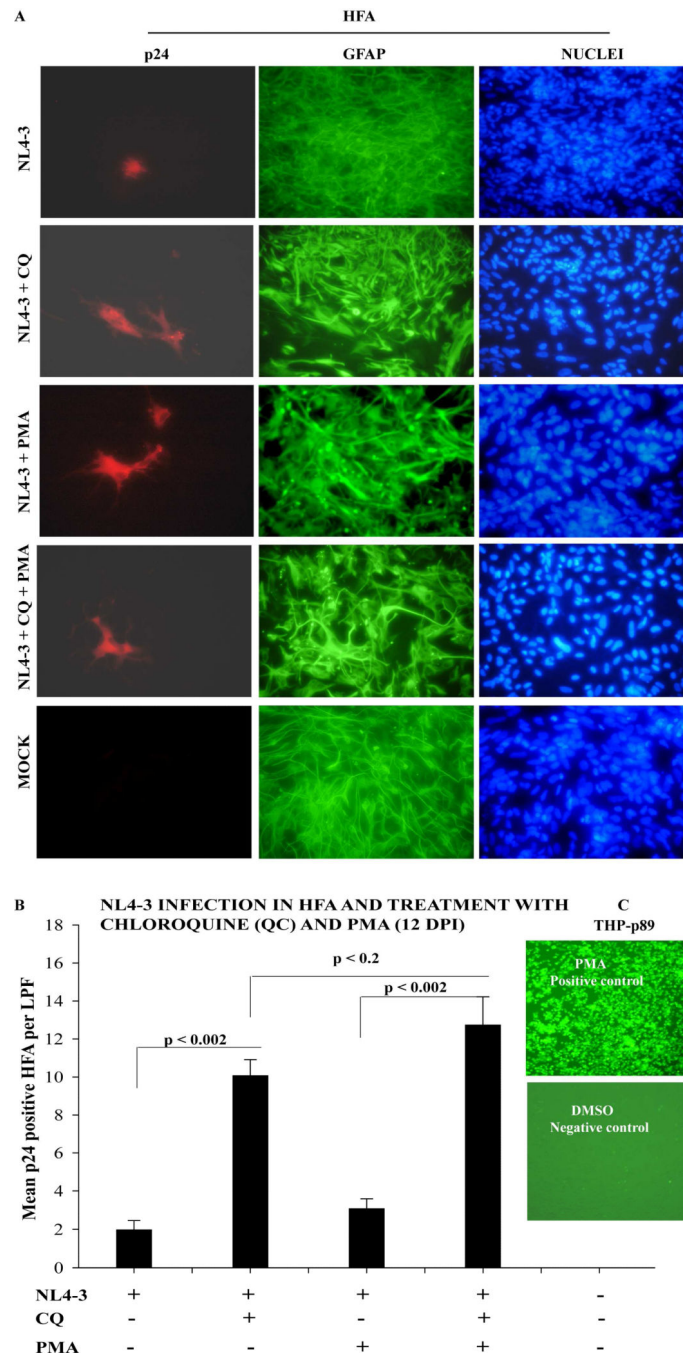 A
HFA
p24 GFAP NUCLEI
NL4-3
NL4-3 + CQ
NL4-3 + PMA
NL4-3 + CQ + PMA
MOCK
B NL4-3 INFECTION IN HFA AND TREATMENT WITH
CHLOROQUINE (QC) AND PMA (12 DPI)
C
THP-p89
PMA
Positive control
DMSO
Negative control
Mean p24 positive HFA per LPF
18
16
14
12
10
8
6
4
2
0
p < 0.2
p < 0.002
p < 0.002
NL4-3 + + + + -
CQ - + - + -
PMA - - + + -